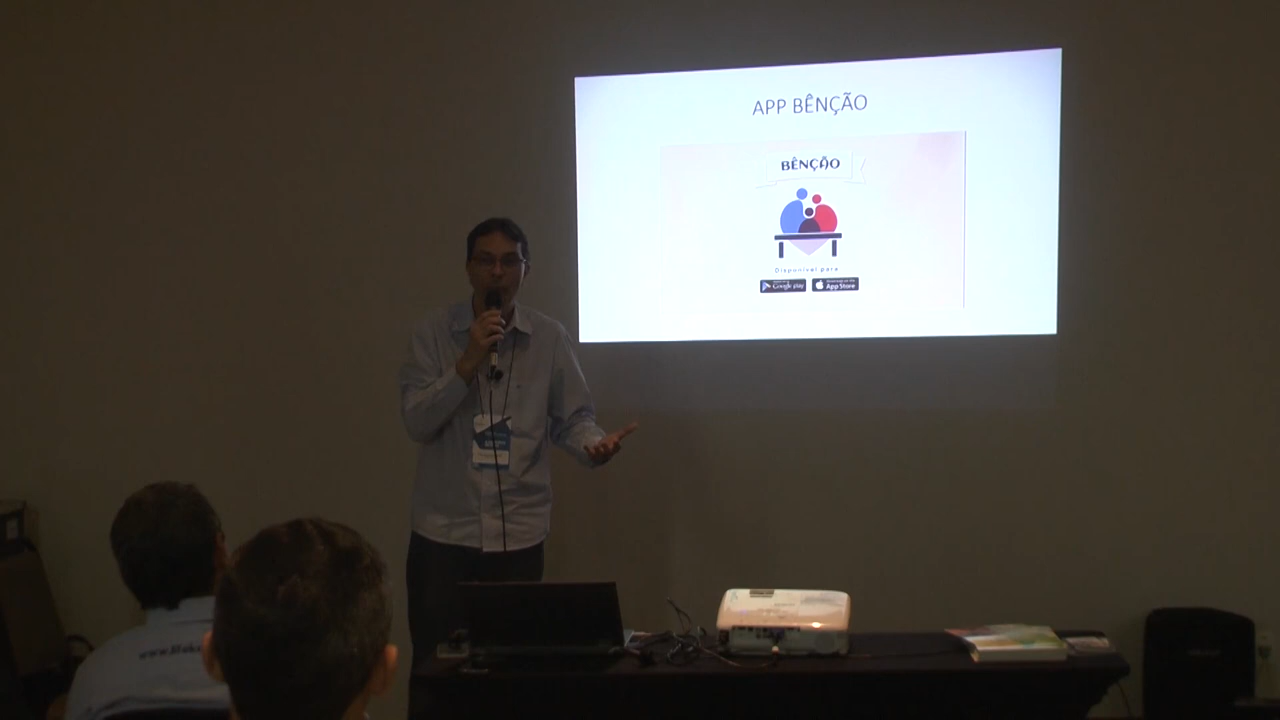 APP BÊNÇÃO
BÊNÇÃO
Disponível para
Google play
App Store